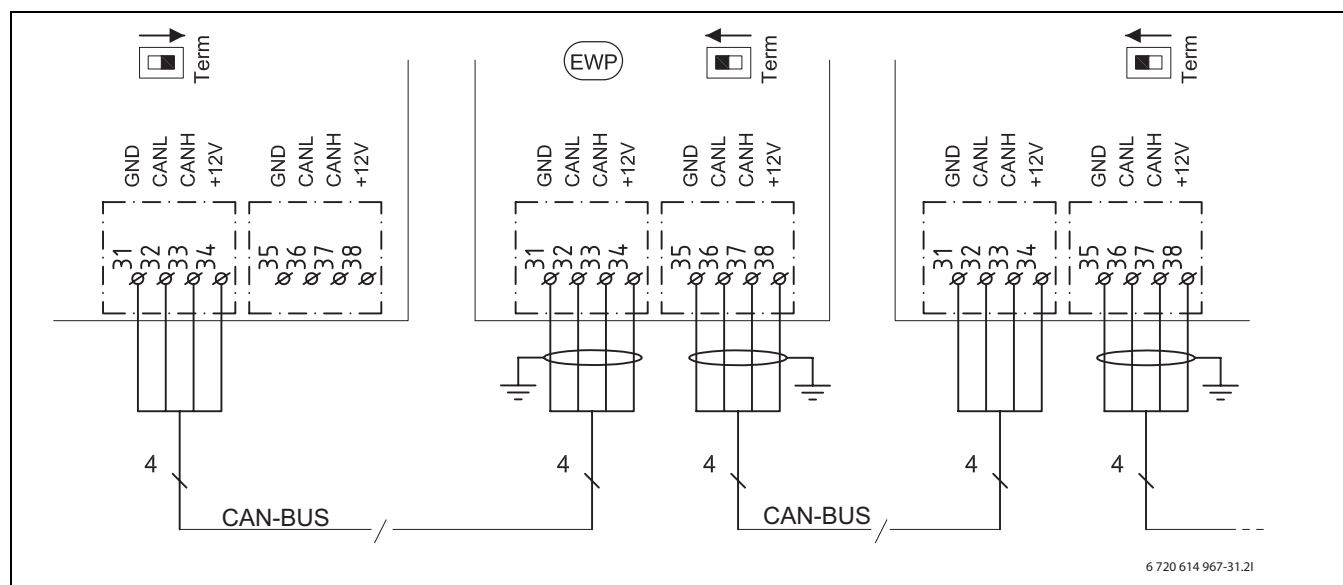 Term
EWP
Term
Term
GND CANL CANH +12V
GND CANL CANH +12V
GND CANL CANH +12V
GND CANL CANH +12V
GND CANL CANH +12V
GND CANL CANH +12V
31 32 33 34
35 36 37 38
31 32 33 34
35 36 37 38
31 32 33 34
35 36 37 38
4
4
4
4
4
CAN-BUS
CAN-BUS
6 720 614 967-31.2I